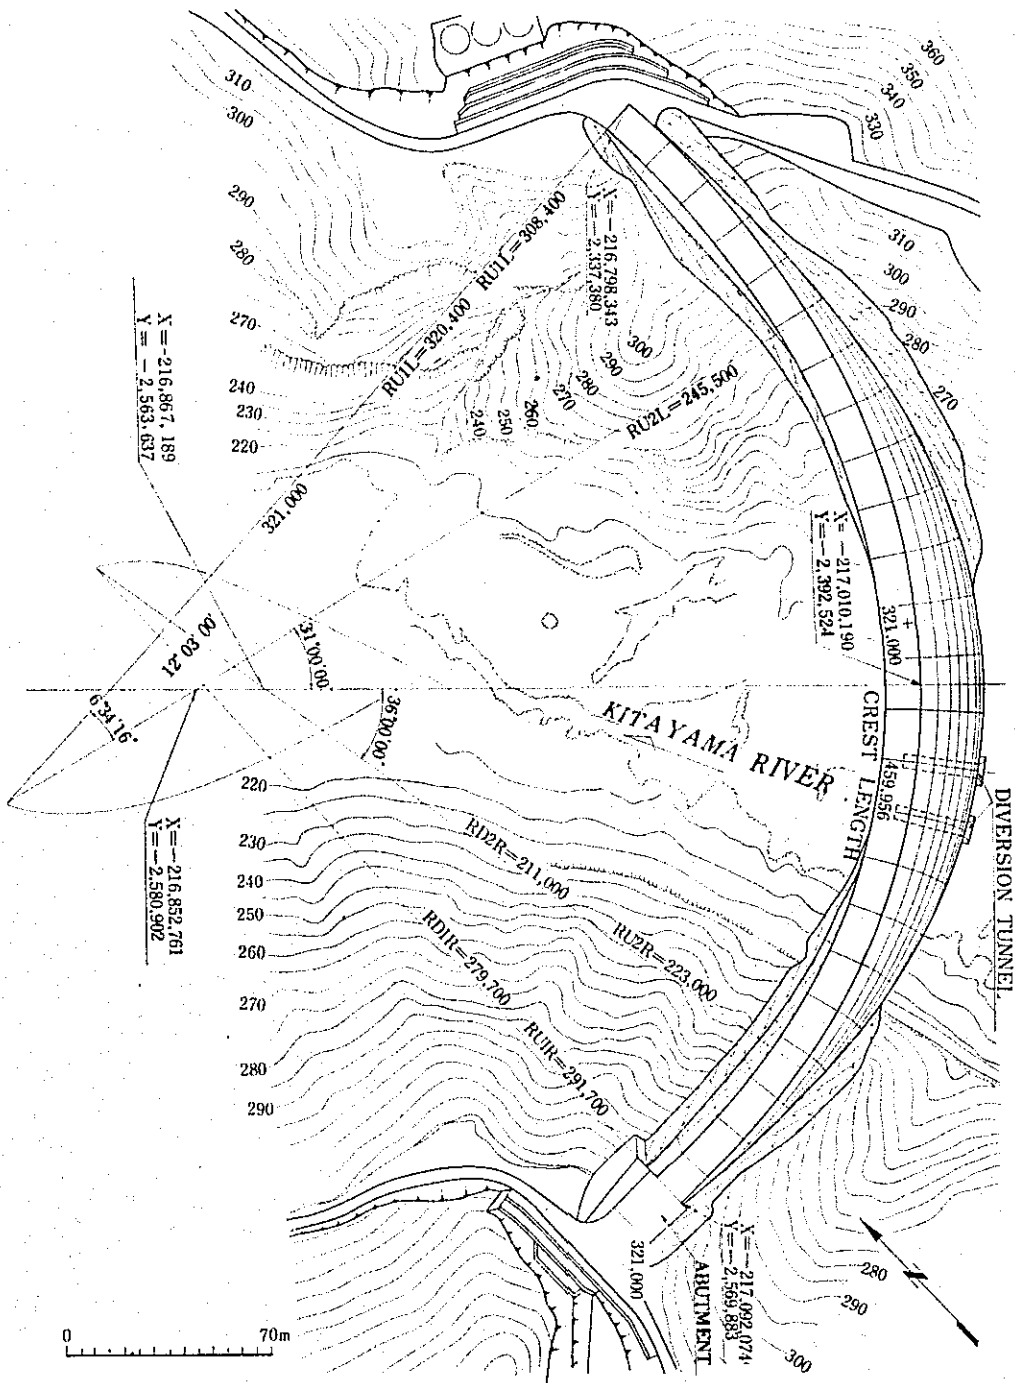 360
350
340
330
310
300
290
280
270
240
230
220
310
300
290
280
270
RU1L=308,400
RU1L=320,400
321,000
X=-216,798,343
Y=-2,337,380
300
290
280
270
260
250
240
RU2L=245,500
X=-216,867,189
Y=-2,563,637
X=-217,010,190
Y=-2,392,524
321.000
12°03'00"
31°00'00"
36°00'00"
6°34'16"
KITAYAMA RIVER
CREST LENGTH
459,956
DIVERSION TUNNEL
X=-216,852,761
Y=-2,580,902
220
230
240
250
260
270
280
290
RD2R=211,000
RD1R=279,700
RU2R=223,000
RU1R=291,700
321,000
ABUTMENT
X=-217,092,074
Y=-2,569,883
280
290
300
0 70m